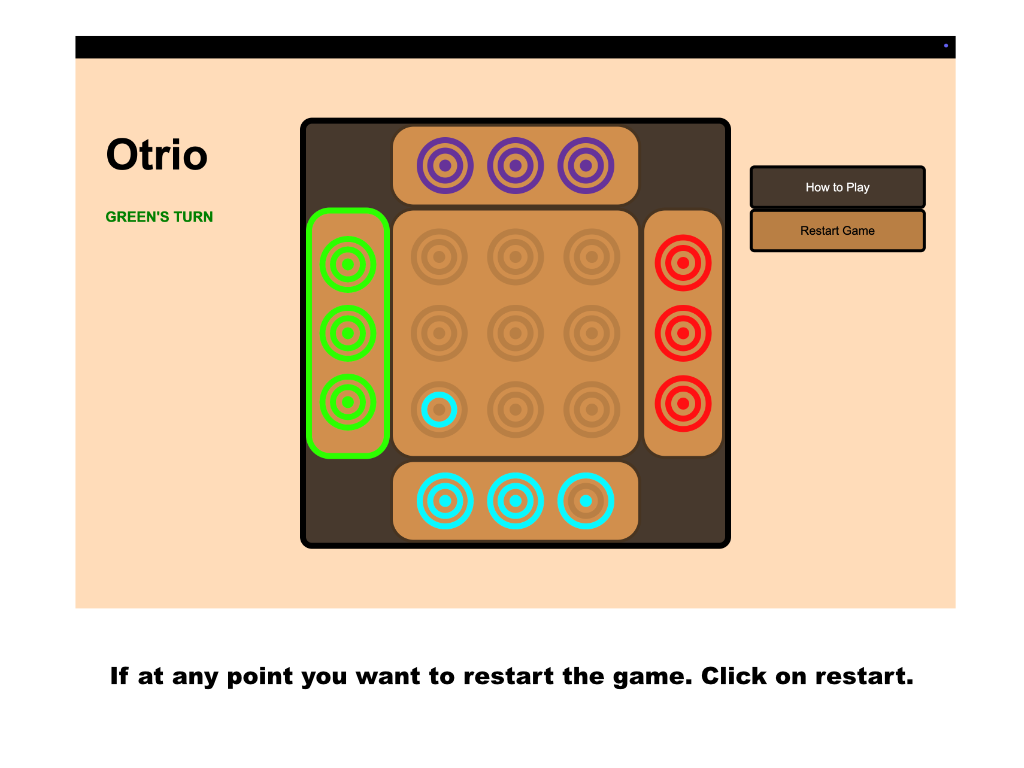 Otrio
GREEN'S TURN
How to Play
Restart Game
If at any point you want to restart the game. Click on restart.